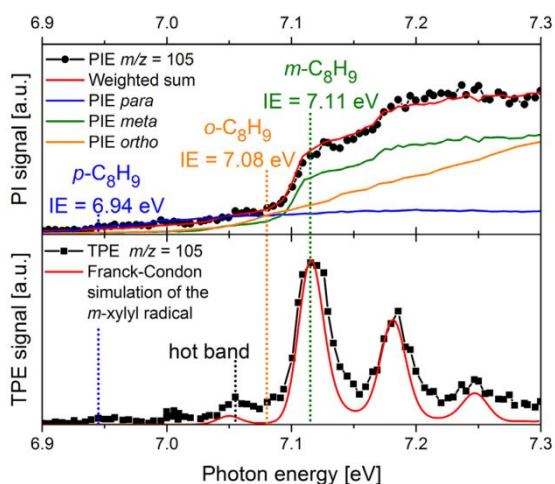 6.9 7.0 7.1 7.2 7.3
PI signal [a.u.]
PIE m/z = 105
Weighted sum
PIE para
PIE meta
PIE ortho
m-C₈H₉
IE = 7.11 eV
o-C₈H₉
IE = 7.08 eV
p-C₈H₉
IE = 6.94 eV
TPE signal [a.u.]
TPE m/z = 105
Franck-Condon
simulation of the
m-xylyl radical
hot band
6.9 7.0 7.1 7.2 7.3
Photon energy [eV]